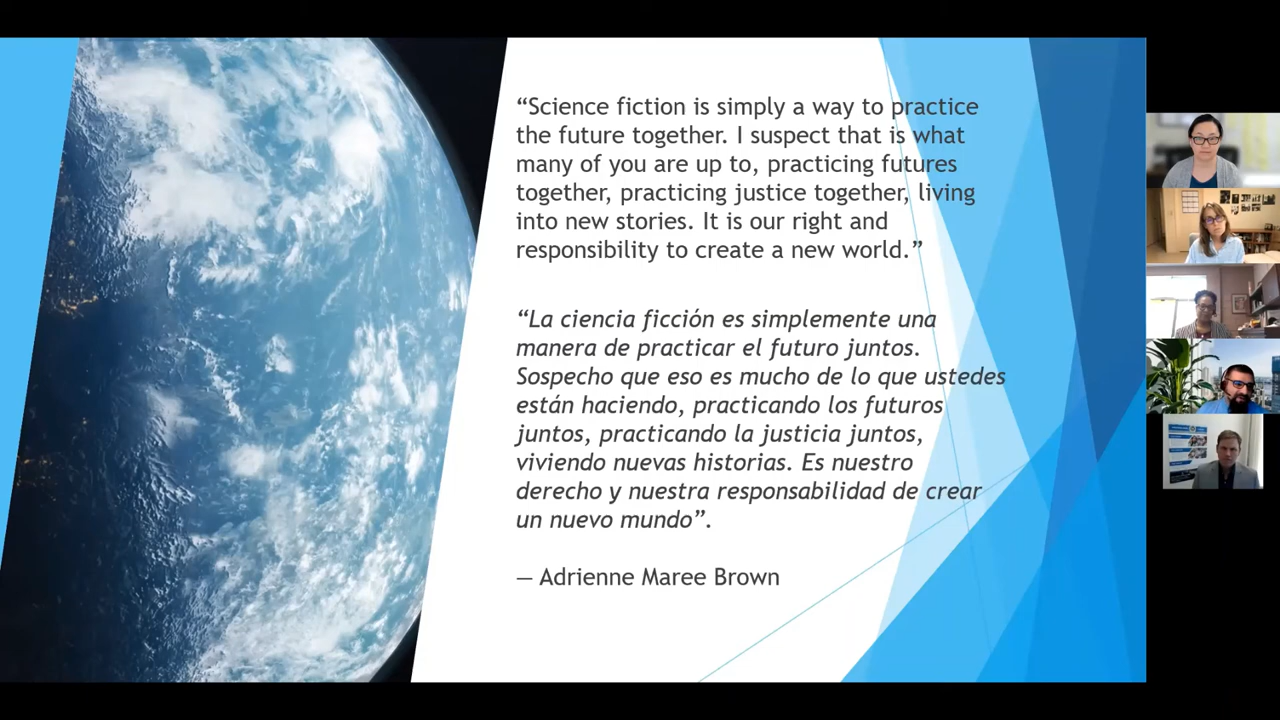 “Science fiction is simply a way to practice
the future together. I suspect that is what
many of you are up to, practicing futures
together, practicing justice together, living
into new stories. It is our right and
responsibility to create a new world.”
“La ciencia ficción es simplemente una
manera de practicar el futuro juntos.
Sospecho que eso es mucho de lo que ustedes
están haciendo, practicando los futuros
juntos, practicando la justicia juntos,
viviendo nuevas historias. Es nuestro
derecho y nuestra responsabilidad de crear
un nuevo mundo”.
— Adrienne Maree Brown